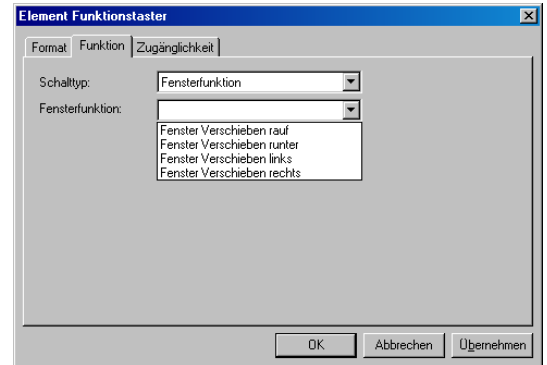 Element Funktionstaster
Format Funktion Zugänglichkeit
Schalttyp: Fensterfunktion
Fensterfunktion:
Fenster Verschieben rauf
Fenster Verschieben runter
Fenster Verschieben links
Fenster Verschieben rechts
OK Abbrechen Übernehmen